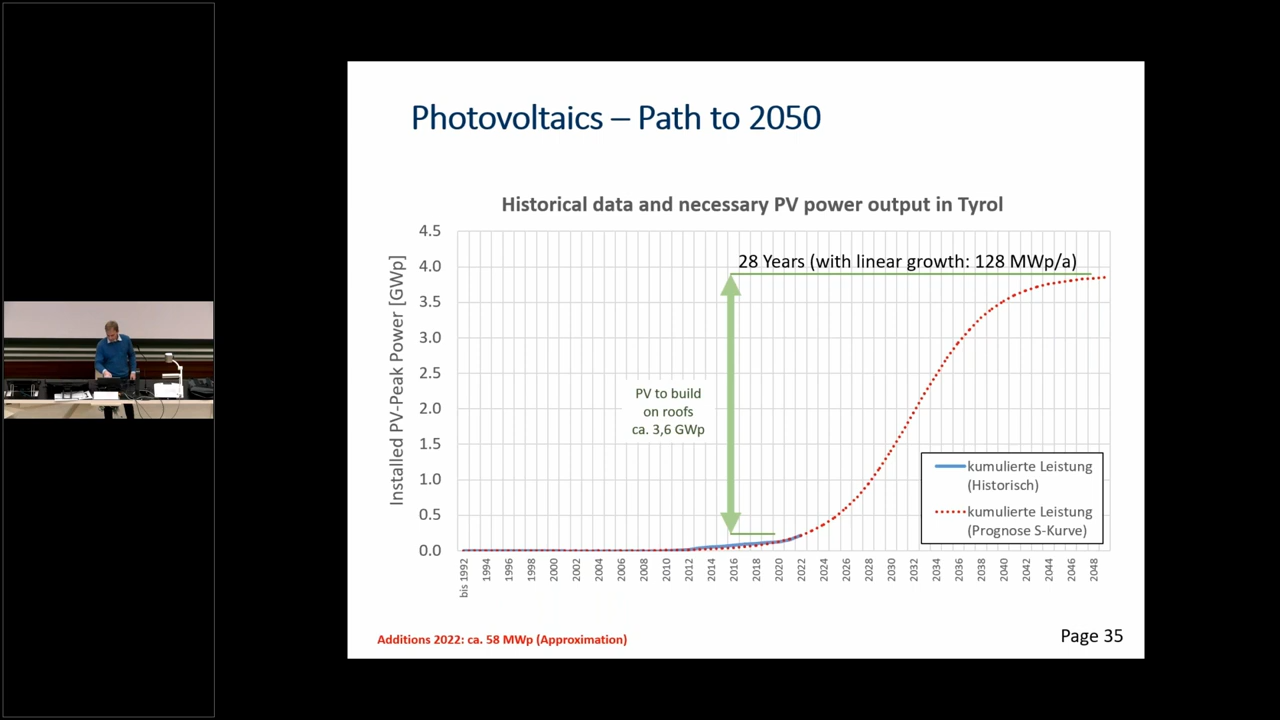 Photovoltaics – Path to 2050
Historical data and necessary PV power output in Tyrol
Installed PV-Peak Power [GWp]
4.5
4.0
3.5
3.0
2.5
2.0
1.5
1.0
0.5
0.0
28 Years (with linear growth: 128 MWp/a)
PV to build
on roofs
ca. 3,6 GWp
kumulierte Leistung
(Historisch)
kumulierte Leistung
(Prognose S-Kurve)
bis 1992
1994
1996
1998
2000
2002
2004
2006
2008
2010
2012
2014
2016
2018
2020
2022
2024
2026
2028
2030
2032
2034
2036
2038
2040
2042
2044
2046
2048
Additions 2022: ca. 58 MWp (Approximation)
Page 35